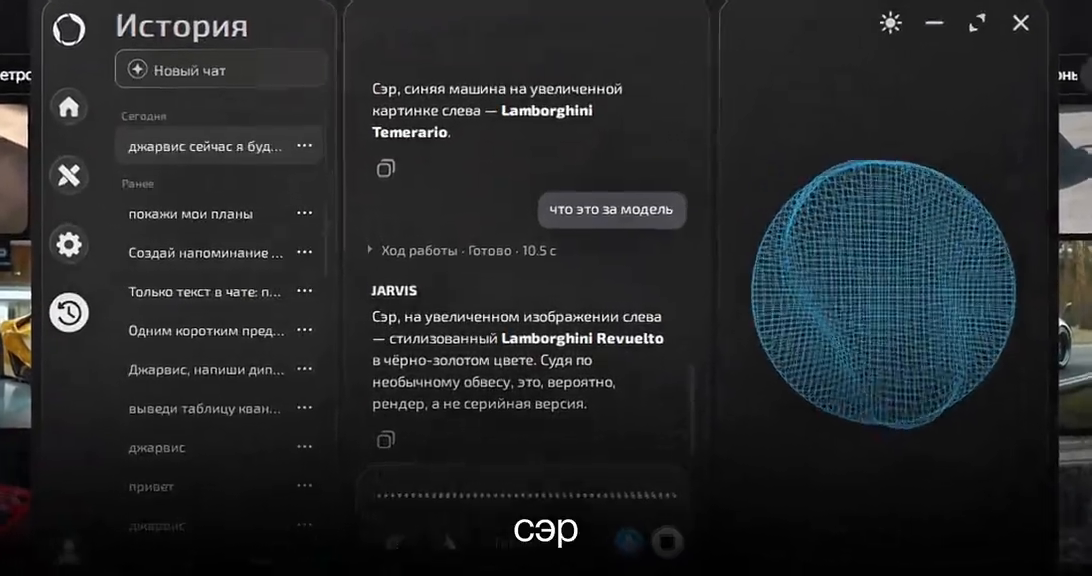 История
Новый чат
Сегодня
джарвис сейчас я буд...
Ранее
покажи мои планы
Создай напоминание ...
Только текст в чате: п...
Одним коротким пред...
Джарвис, напиши дип...
выведи таблицу кван...
джарвис
привет
джарвис
Сэр, синяя машина на увеличенной
картинке слева — Lamborghini
Temerario.
что это за модель
Ход работы · Готово · 10.5 с
JARVIS
Сэр, на увеличенном изображении слева
— стилизованный Lamborghini Revuelto
в чёрно-золотом цвете. Судя по
необычному обвесу, это, вероятно,
рендер, а не серийная версия.
сэр